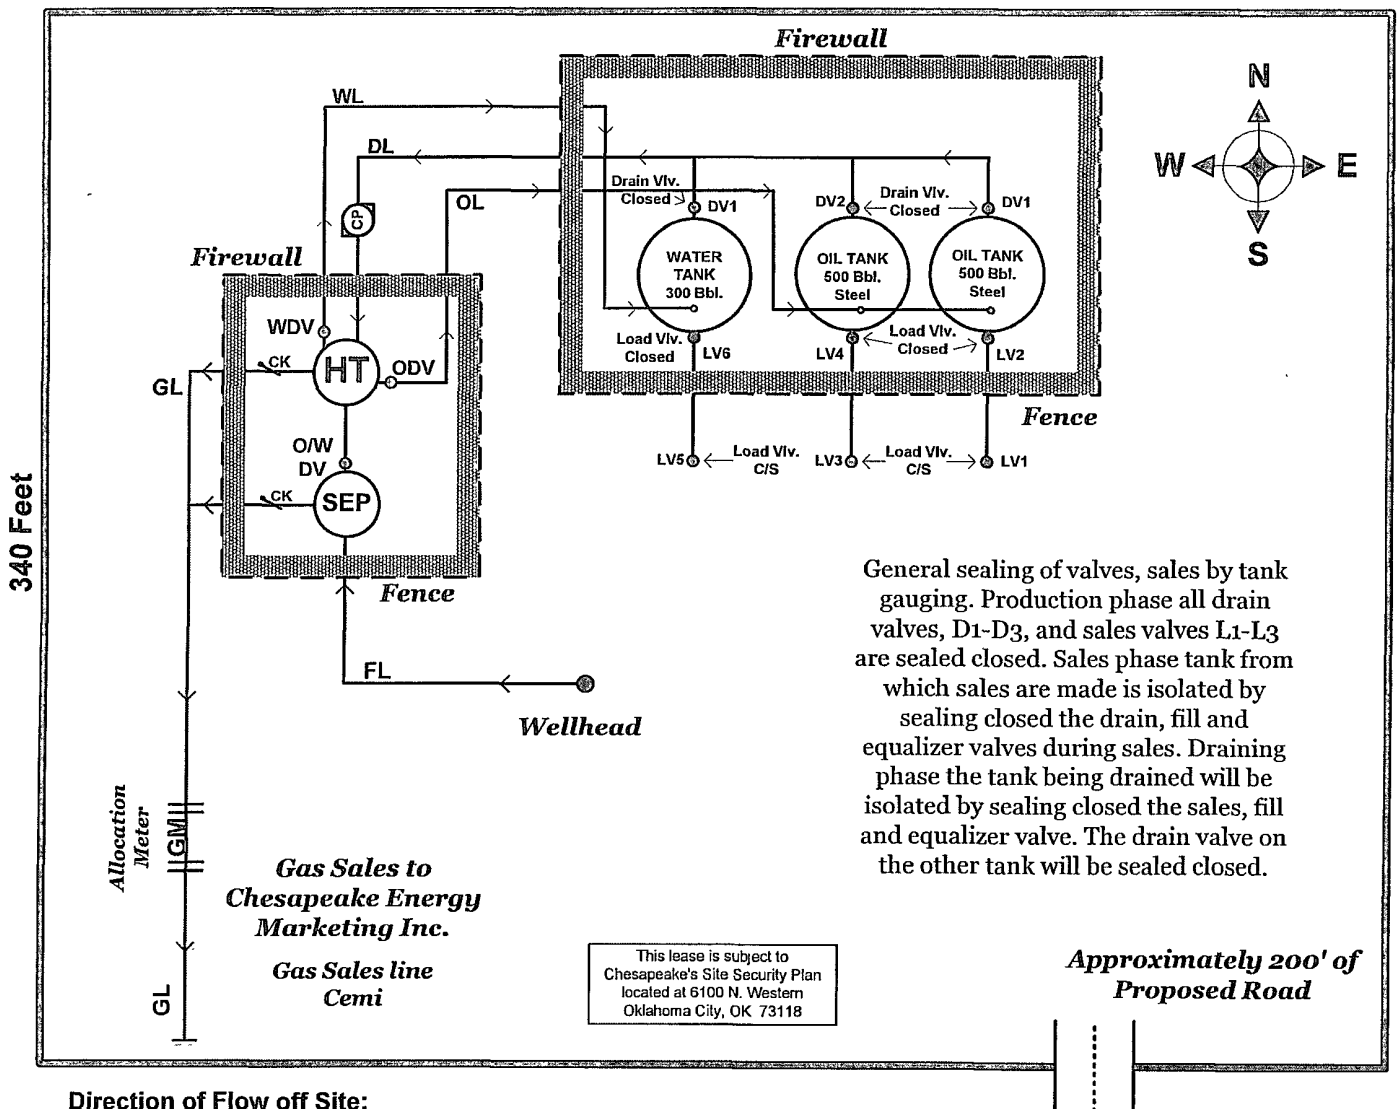 Firewall
N
W
E
S
WL
DL
OL
CP
Drain Vlv.
Closed
DV1
DV2
Drain Vlv.
Closed
DV1
WATER
TANK
300 Bbl.
OIL TANK
500 Bbl.
Steel
OIL TANK
500 Bbl.
Steel
Load Vlv.
Closed
LV6
LV4
Load Vlv.
Closed
LV2
Fence
LV5
Load Vlv.
C/S
LV3
Load Vlv.
C/S
LV1
Firewall
WDV
CK
HT
ODV
GL
O/W
DV
CK
SEP
Fence
340 Feet
FL
Wellhead
General sealing of valves, sales by tank
gauging. Production phase all drain
valves, D1-D3, and sales valves L1-L3
are sealed closed. Sales phase tank from
which sales are made is isolated by
sealing closed the drain, fill and
equalizer valves during sales. Draining
phase the tank being drained will be
isolated by sealing closed the sales, fill
and equalizer valve. The drain valve on
the other tank will be sealed closed.
Allocation
Meter
GM
Gas Sales to
Chesapeake Energy
Marketing Inc.
Gas Sales line
Cemi
GL
This lease is subject to
Chesapeake's Site Security Plan
located at 6100 N. Western
Oklahoma City, OK 73118
Approximately 200' of
Proposed Road
Direction of Flow off Site: